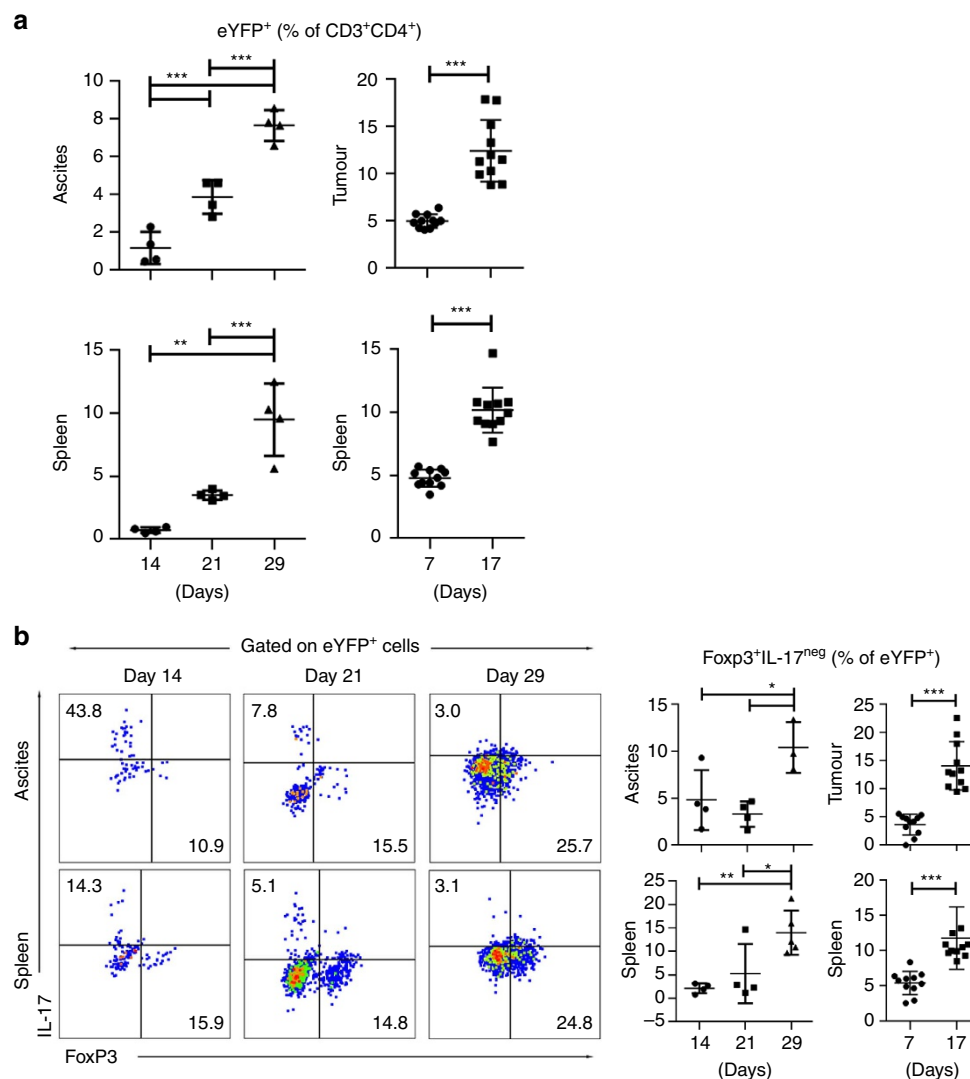 a
eYFP⁺ (% of CD3⁺CD4⁺)
***
***
10
8
6
4
2
0
Ascites
***
20
15
10
5
0
Tumour
***
**
15
10
5
0
Spleen
14 21 29
(Days)
***
15
10
5
0
Spleen
7 17
(Days)
b
Gated on eYFP⁺ cells
Day 14 Day 21 Day 29
Ascites
43.8 7.8 3.0
10.9 15.5 25.7
Spleen
14.3 5.1 3.1
15.9 14.8 24.8
IL-17
FoxP3
Foxp3⁺IL-17ⁿᵉᵍ (% of eYFP⁺)
*
15
10
5
0
Ascites
***
25
20
15
10
5
0
Tumour
*
**
25
20
15
10
5
0
–5
Spleen
14 21 29
(Days)
***
20
15
10
5
0
Spleen
7 17
(Days)